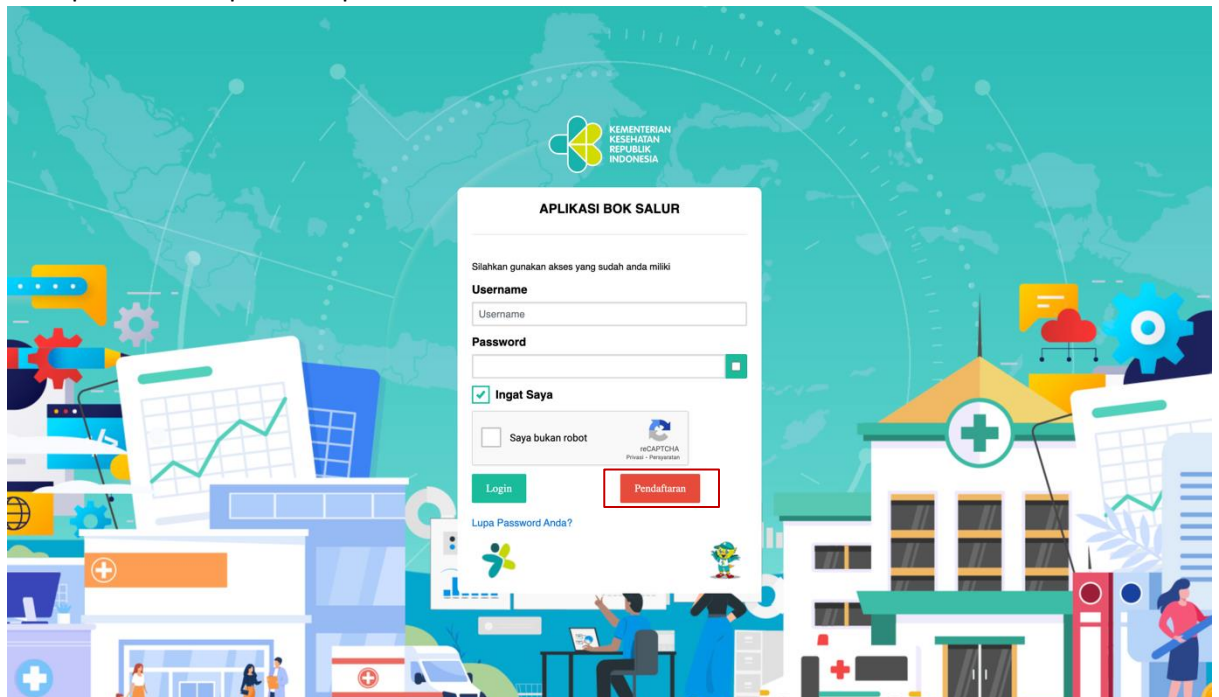 KEMENTERIAN
KESEHATAN
REPUBLIK
INDONESIA
APLIKASI BOK SALUR
Silahkan gunakan akses yang sudah anda miliki
Username
Username
Password
Ingat Saya
Saya bukan robot
reCAPTCHA
Privasi - Persyaratan
Login
Pendaftaran
Lupa Password Anda?